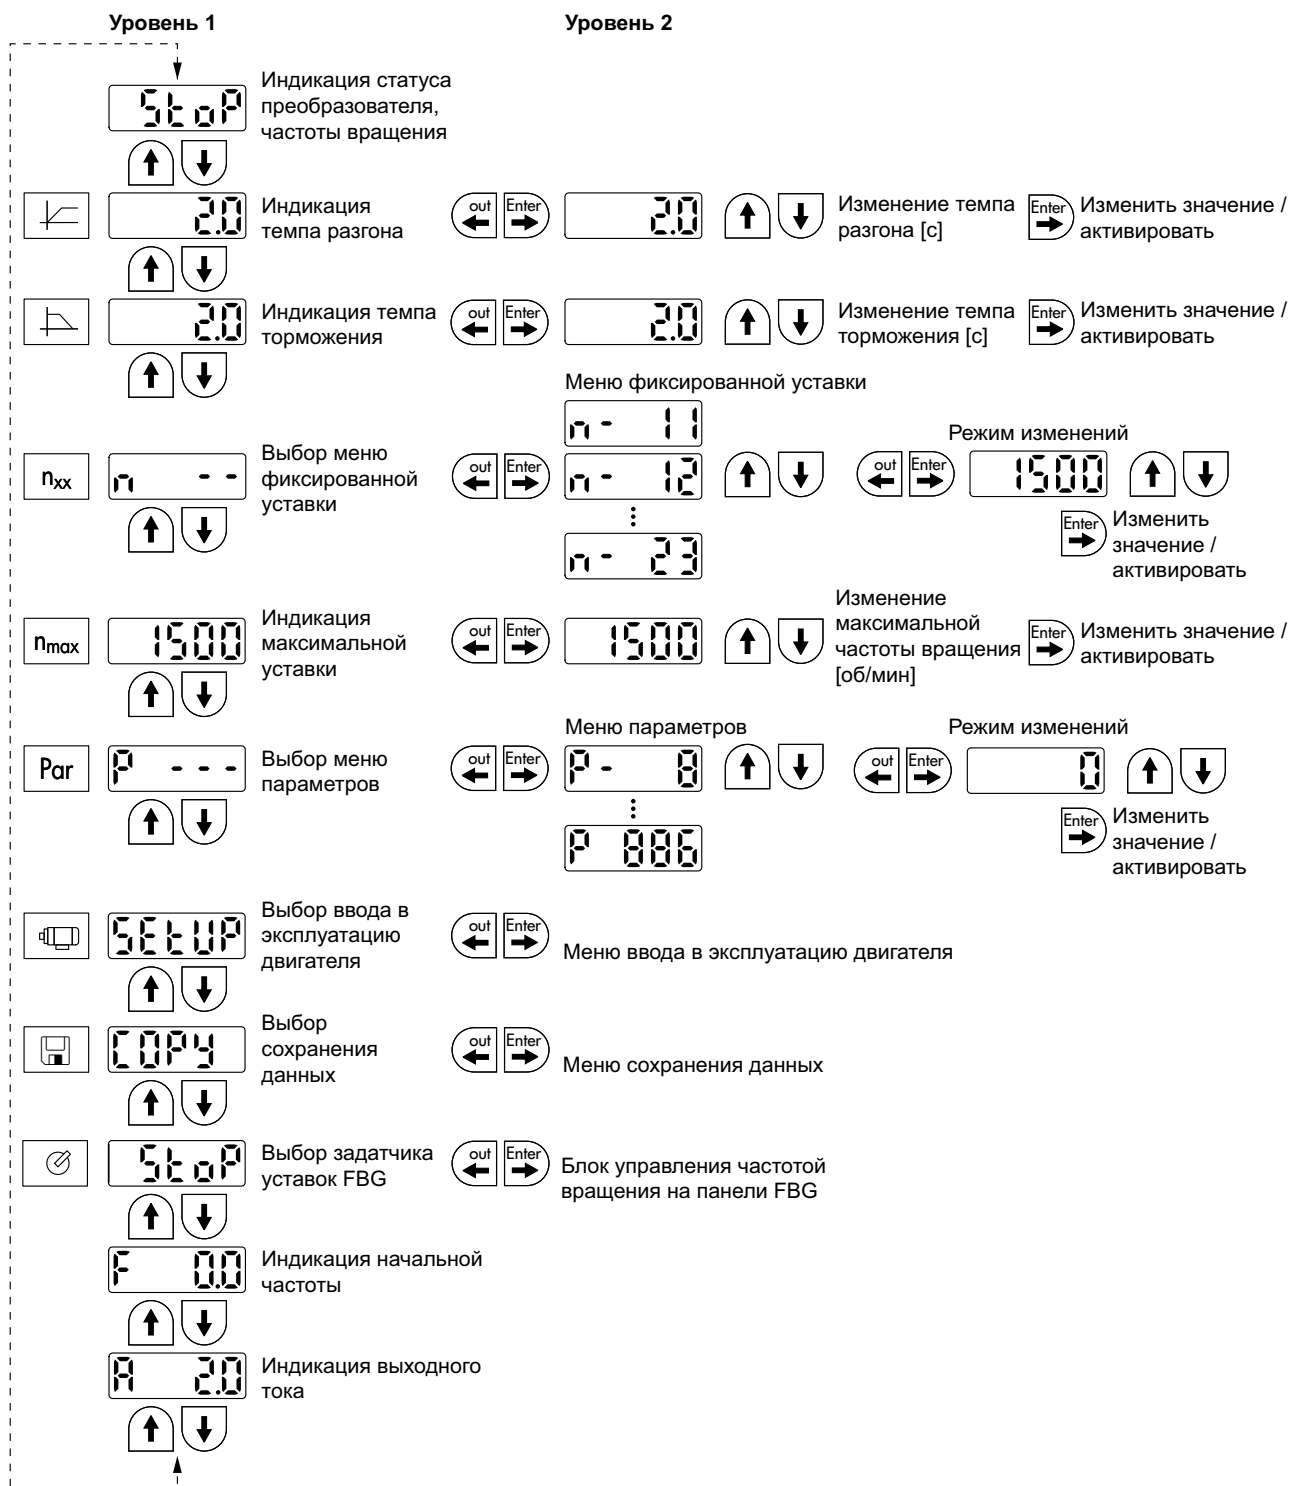 Уровень 1
Уровень 2
StoP
Индикация статуса
преобразователя,
частоты вращения
2.0
Индикация
темпа разгона
out
Enter
2.0
Изменение темпа
разгона [с]
Enter
Изменить значение /
активировать
2.0
Индикация темпа
торможения
out
Enter
2.0
Изменение темпа
торможения [с]
Enter
Изменить значение /
активировать
Меню фиксированной уставки
n - 11
nxx
n - -
Выбор меню
фиксированной
уставки
out
Enter
n - 12
⋮
n - 23
Режим изменений
out
Enter
1500
Enter
Изменить
значение /
активировать
nmax
1500
Индикация
максимальной
уставки
out
Enter
1500
Изменение
максимальной
частоты вращения
[об/мин]
Enter
Изменить значение /
активировать
Par
P - - -
Выбор меню
параметров
out
Enter
Меню параметров
P - 8
⋮
P 886
Режим изменений
out
Enter
0
Enter
Изменить
значение /
активировать
SEtUP
Выбор ввода в
эксплуатацию
двигателя
out
Enter
Меню ввода в эксплуатацию двигателя
COPY
Выбор
сохранения
данных
out
Enter
Меню сохранения данных
StoP
Выбор задатчика
уставок FBG
out
Enter
Блок управления частотой
вращения на панели FBG
F 0.0
Индикация начальной
частоты
A 2.0
Индикация выходного
тока